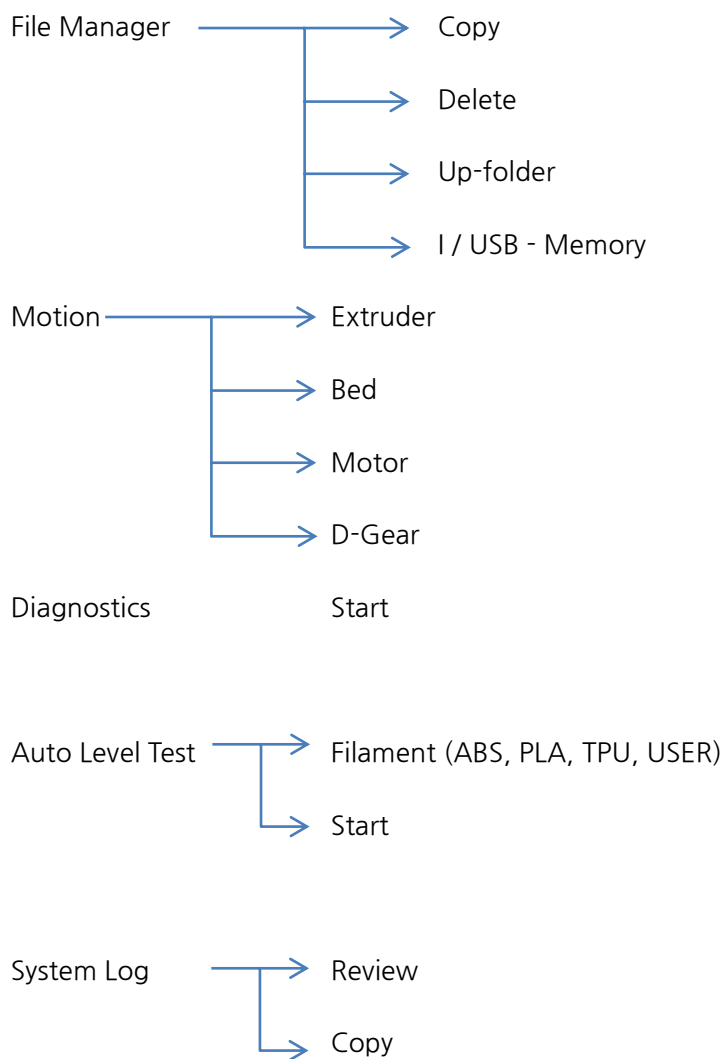 File Manager Copy
Delete
Up-folder
I / USB - Memory
Motion Extruder
Bed
Motor
D-Gear
Diagnostics Start
Auto Level Test Filament (ABS, PLA, TPU, USER)
Start
System Log Review
Copy